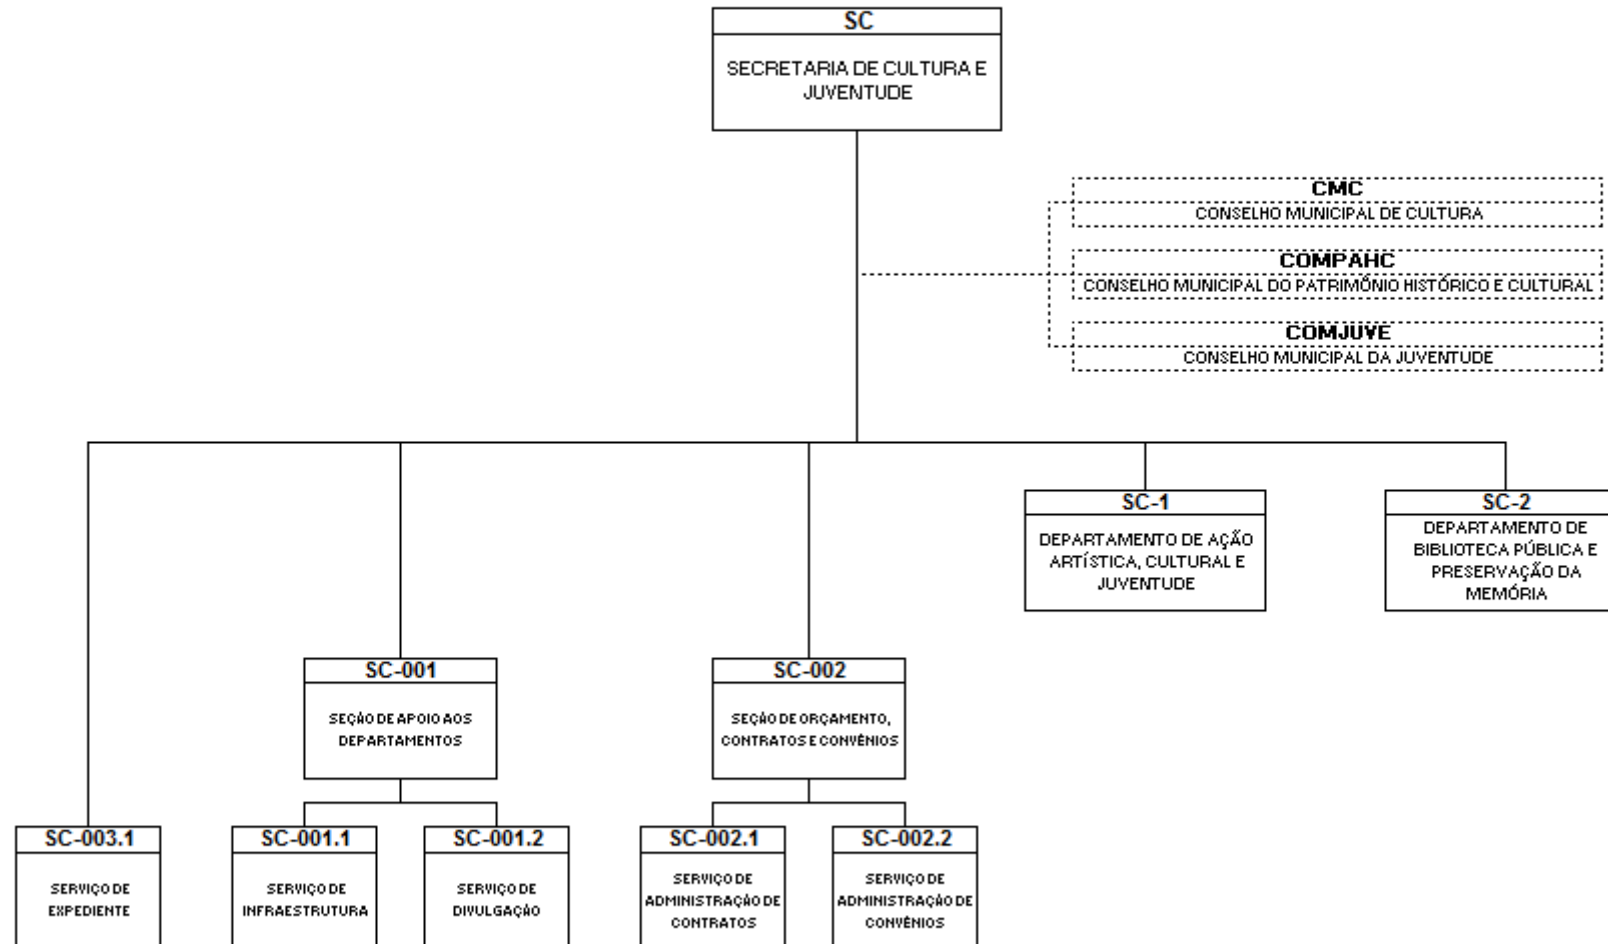 SC
SECRETARIA DE CULTURA E
JUVENTUDE
CMC
CONSELHO MUNICIPAL DE CULTURA
COMPAHC
CONSELHO MUNICIPAL DO PATRIMÔNIO HISTÓRICO E CULTURAL
COMJUVE
CONSELHO MUNICIPAL DA JUVENTUDE
SC-1
DEPARTAMENTO DE AÇÃO
ARTÍSTICA, CULTURAL E
JUVENTUDE
SC-2
DEPARTAMENTO DE
BIBLIOTECA PÚBLICA E
PRESERVAÇÃO DA
MEMÓRIA
SC-001
SEÇÃO DE APOIO AOS
DEPARTAMENTOS
SC-002
SEÇÃO DE ORÇAMENTO,
CONTRATOS E CONVÊNIOS
SC-003.1
SERVIÇO DE
EXPEDIENTE
SC-001.1
SERVIÇO DE
INFRAESTRUTURA
SC-001.2
SERVIÇO DE
DIVULGAÇÃO
SC-002.1
SERVIÇO DE
ADMINISTRAÇÃO DE
CONTRATOS
SC-002.2
SERVIÇO DE
ADMINISTRAÇÃO DE
CONVÊNIOS